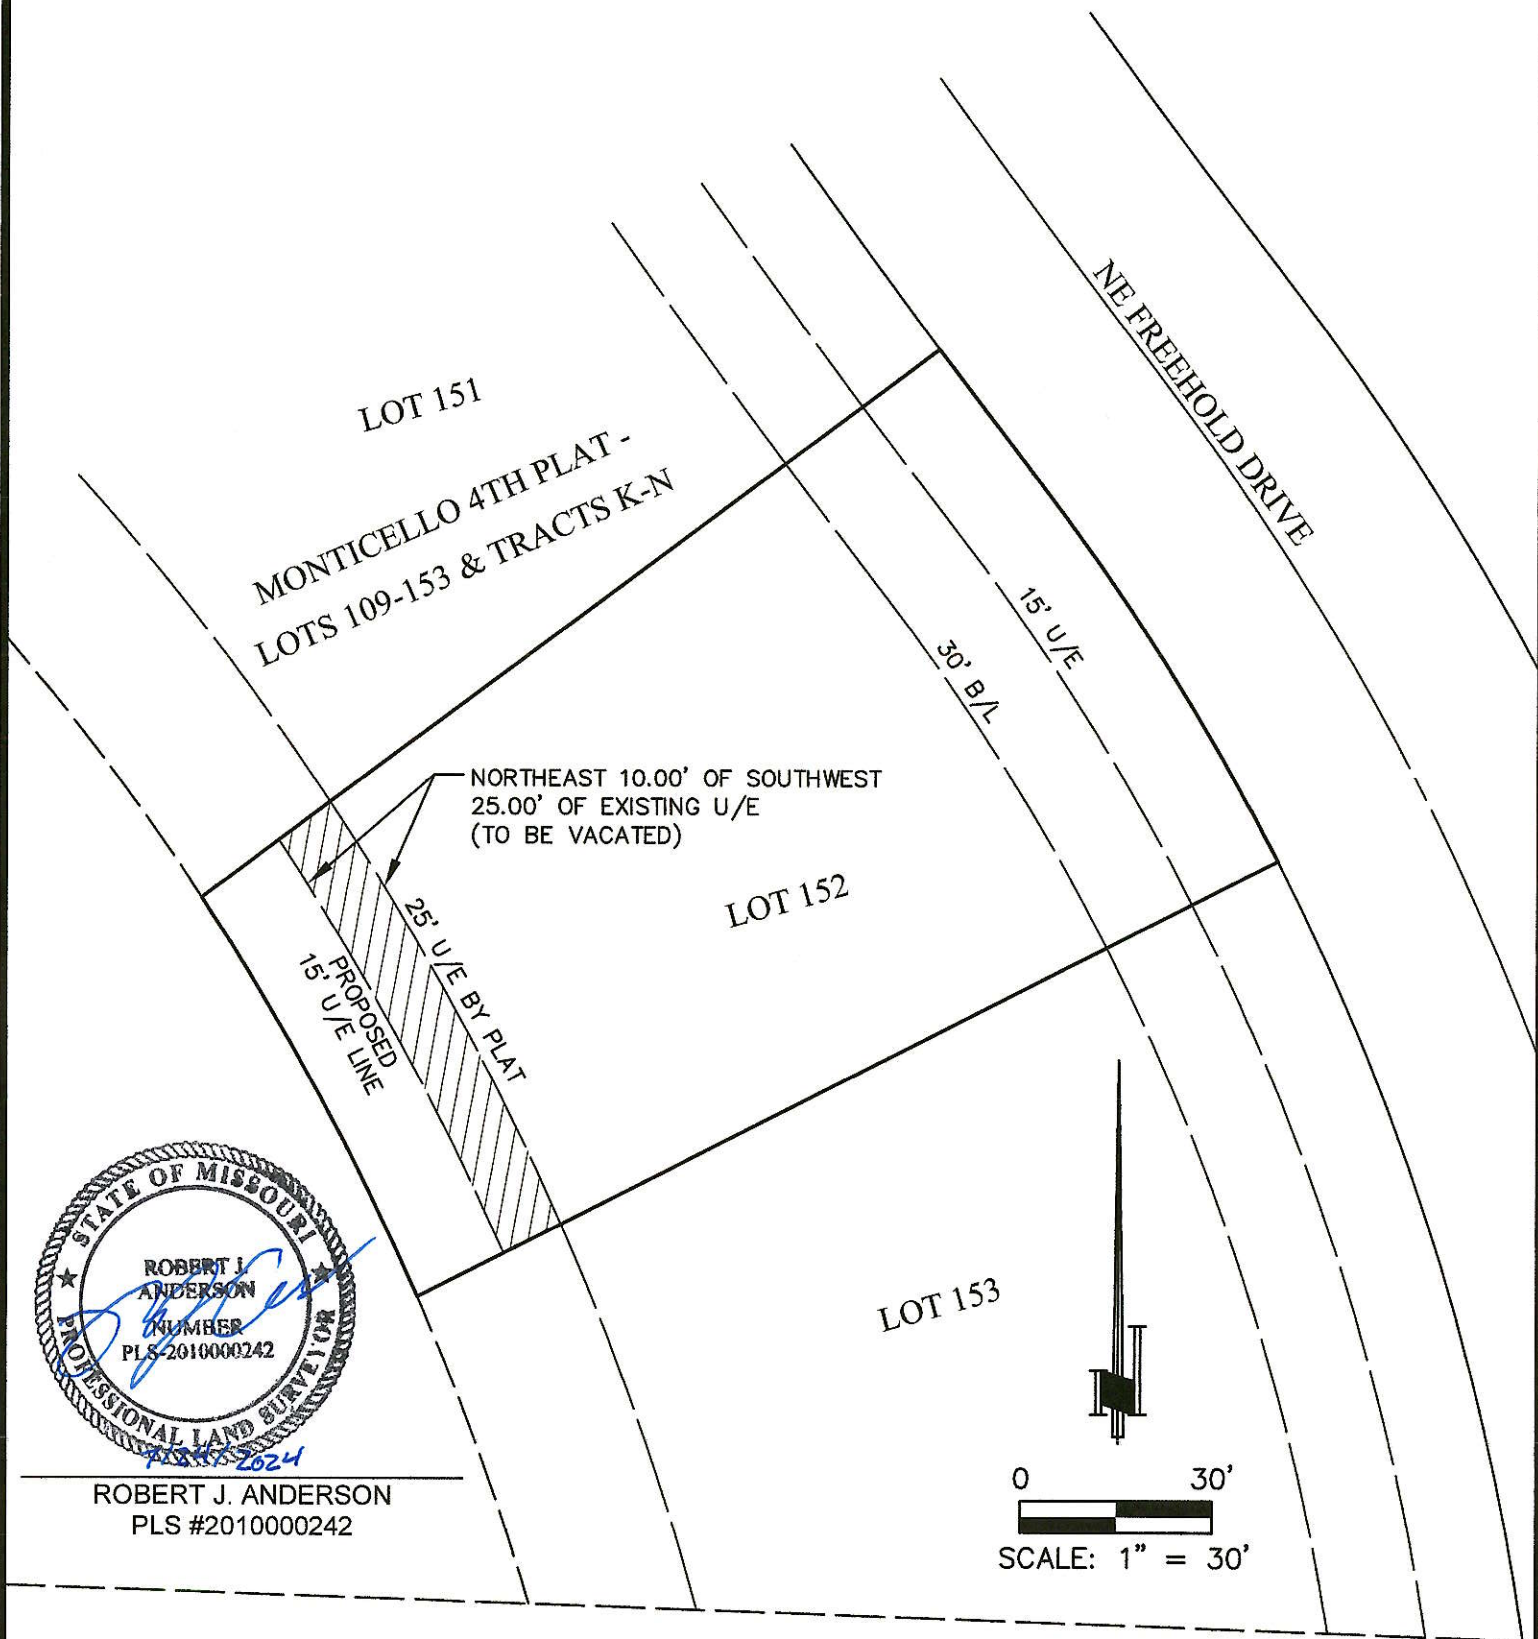 NE FREEHOLD DRIVE
LOT 151
MONTICELLO 4TH PLAT -
LOTS 109-153 & TRACTS K-N
15' U/E
30' B/L
NORTHEAST 10.00' OF SOUTHWEST
25.00' OF EXISTING U/E
(TO BE VACATED)
LOT 152
25' U/E BY PLAT
PROPOSED
15' U/E LINE
STATE OF MISSOURI
ROBERT J.
ANDERSON
NUMBER
PLS-2010000242
PROFESSIONAL LAND SURVEYOR
2024
ROBERT J. ANDERSON
PLS #2010000242
LOT 153
0 30'
SCALE: 1" = 30'